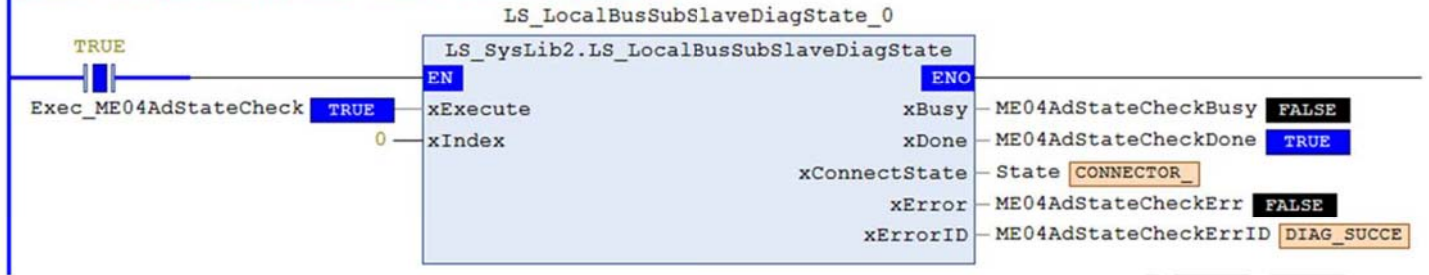 LS_LocalBusSubSlaveDiagState_0
TRUE
LS_SysLib2.LS_LocalBusSubSlaveDiagState
EN ENO
Exec_ME04AdStateCheck TRUE xExecute xBusy ME04AdStateCheckBusy FALSE
0 xIndex xDone ME04AdStateCheckDone TRUE
xConnectState State CONNECTOR_
xError ME04AdStateCheckErr FALSE
xErrorID ME04AdStateCheckErrID DIAG_SUCCE